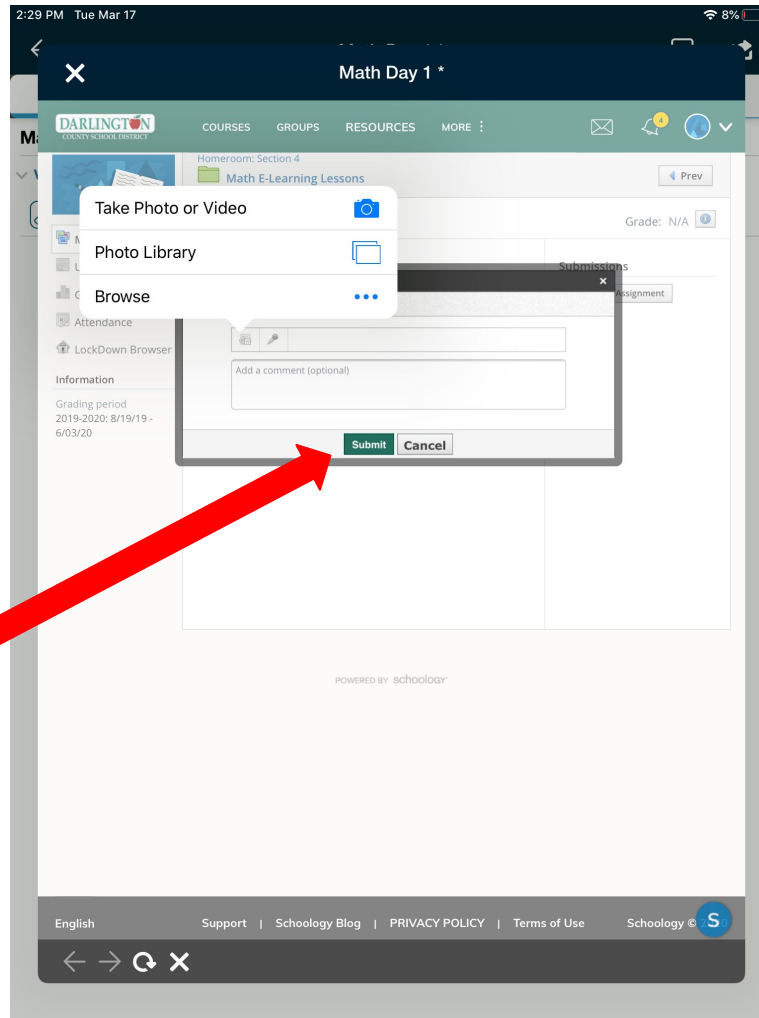 2:29 PM Tue Mar 17
8%
Math Day 1 *
DARLINGTON
COUNTY SCHOOL DISTRICT
COURSES GROUPS RESOURCES MORE
4
Homeroom: Section 4
Math E-Learning Lessons
Prev
Take Photo or Video
Photo Library
Browse
Grade: N/A
Submissions
Assignment
Attendance
LockDown Browser
Add a comment (optional)
Information
Grading period
2019-2020: 8/19/19 -
6/03/20
Submit Cancel
POWERED BY schoology
English Support | Schoology Blog | PRIVACY POLICY | Terms of Use Schoology ©
S